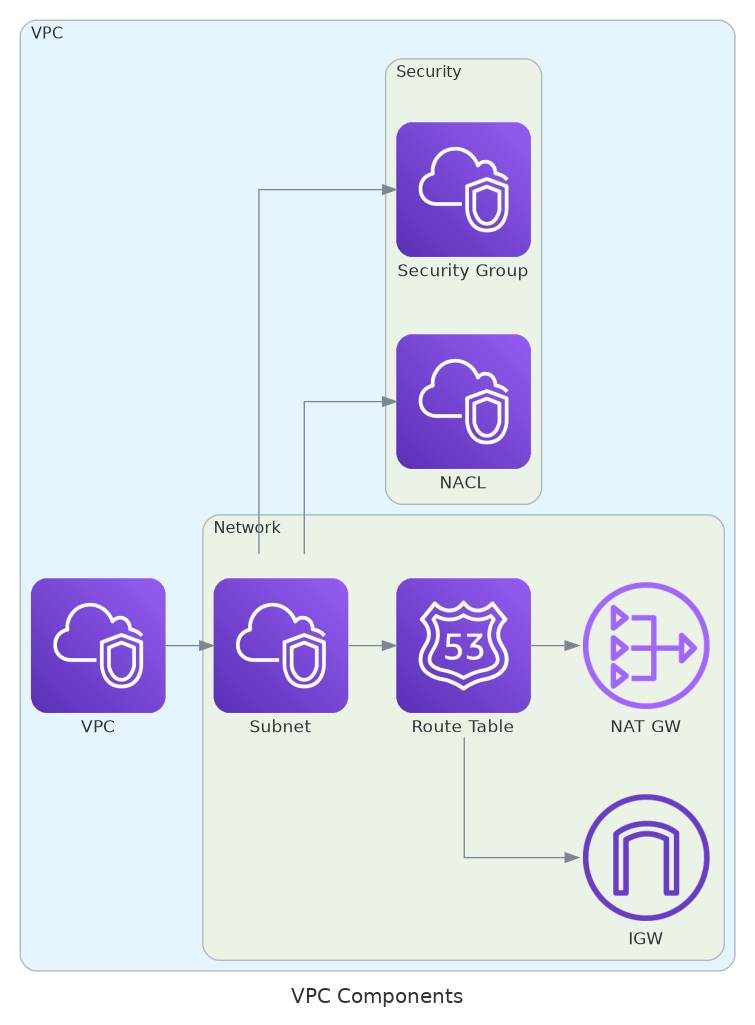 VPC
Security
Security Group
NACL
Network
VPC
Subnet
53
Route Table
NAT GW
IGW
VPC Components